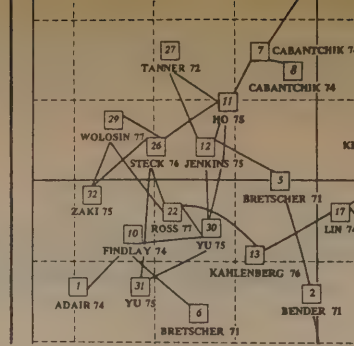 27
TANNER 72
7
CABANTCHIK 7
8
CABANTCHIK 74
11
HO 75
29
WOLOSIN 77
26
STECK 76
12
JENKINS 75
32
ZAKI 75
5
BRETSCHER 71
22
ROSS 77
30
YU 75
17
LIN 74
10
FINDLAY 74
13
KAHLENBERG 76
1
ADAIR 74
31
YU 75
6
BRETSCHER 71
2
BENDER 71